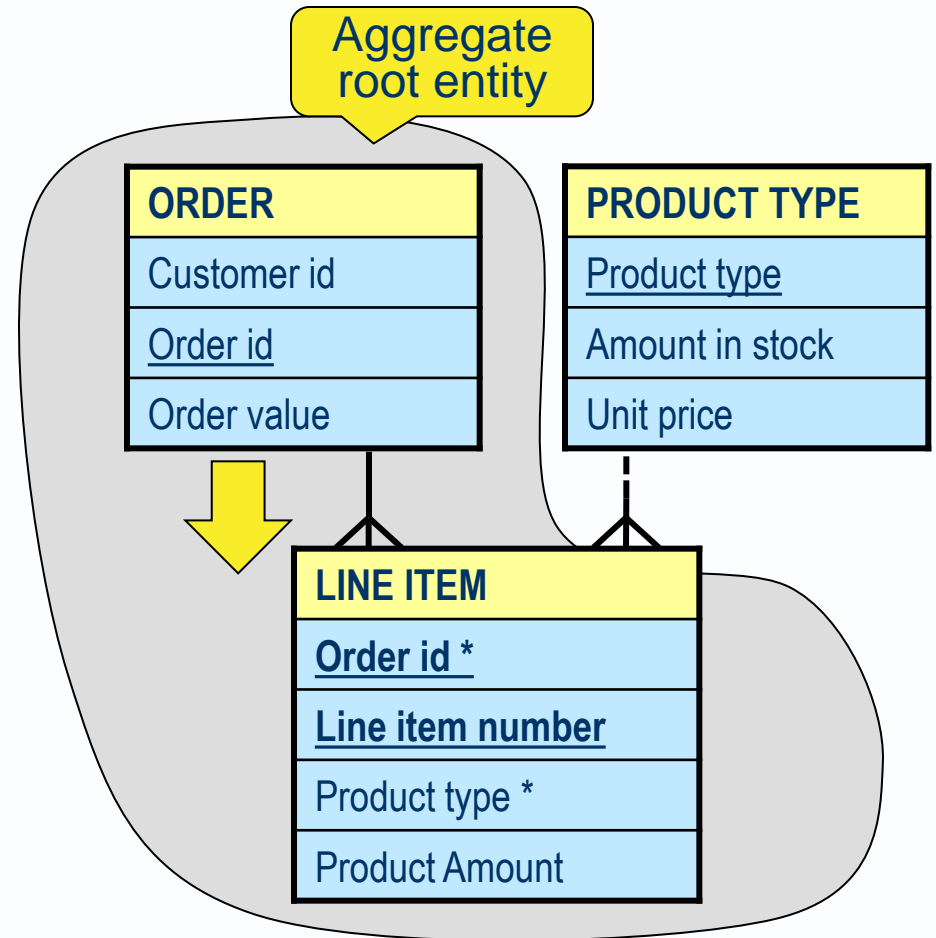 Aggregate
root entity
ORDER
Customer id
Order id
Order value
PRODUCT TYPE
Product type
Amount in stock
Unit price
LINE ITEM
Order id *
Line item number
Product type *
Product Amount